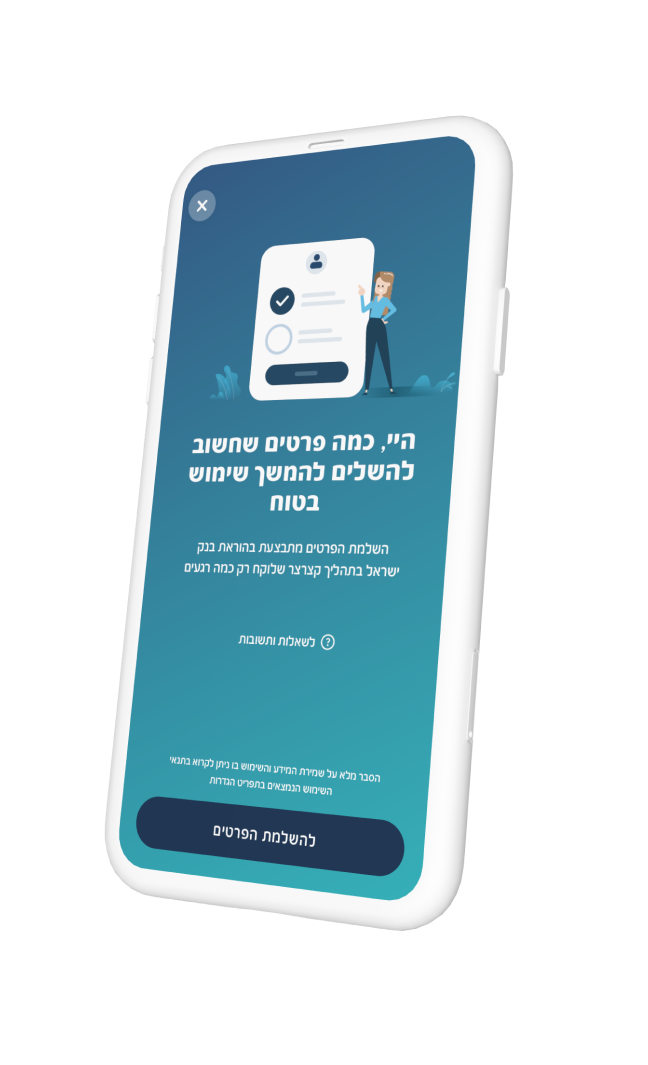 היי, כמה פרטים שחשוב
להשלים להמשך שימוש
בטוח
השלמת הפרטים מתבצעת בהוראת בנק
ישראל בתהליך קצרצר שלוקח רק כמה רגעים
לשאלות ותשובות
הסבר מלא על שמירת המידע והשימוש בו ניתן לקרוא בתנאי
השימוש הנמצאים בתפריט הגדרות
להשלמת הפרטים